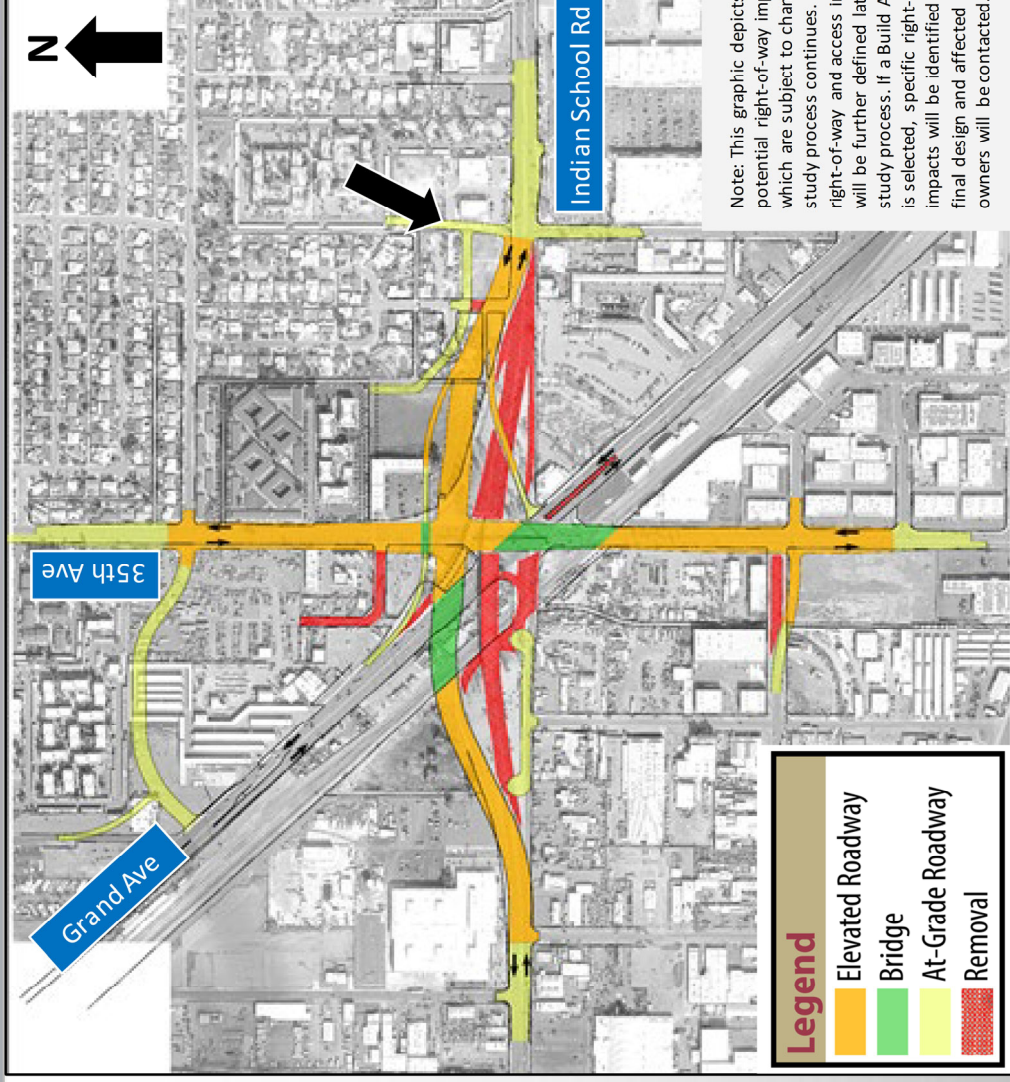 N
Indian School Rd
35th Ave
Grand Ave
Note: This graphic depicts
potential right-of-way imp
which are subject to chan
study process continues.
right-of-way and access i
will be further defined lat
study process. If a Build A
is selected, specific right-
impacts will be identified
final design and affected
owners will be contacted.
Legend
Elevated Roadway
Bridge
At-Grade Roadway
Removal